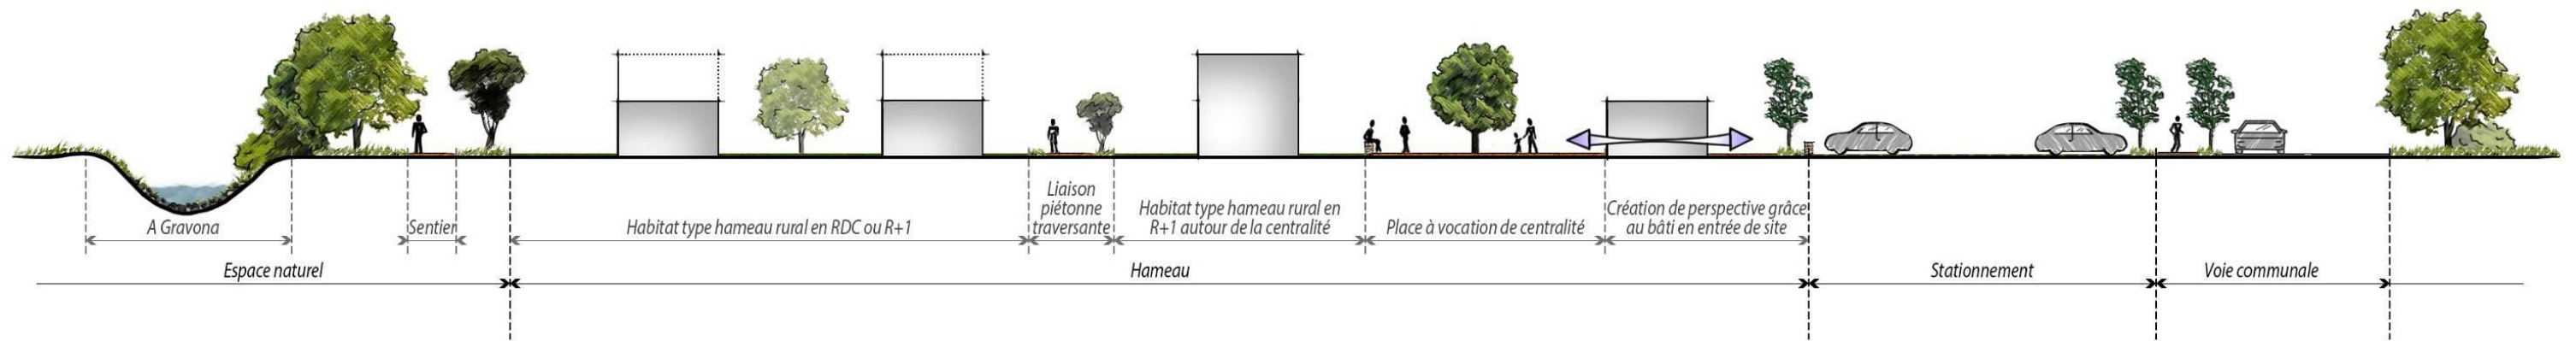 A Gravona
Sentier
Habitat type hameau rural en RDC ou R+1
Liaison
piétonne
traversante
Habitat type hameau rural en
R+1 autour de la centralité
Place à vocation de centralité
Création de perspective grâce
au bâti en entrée de site
Espace naturel
Hameau
Stationnement
Voie communale